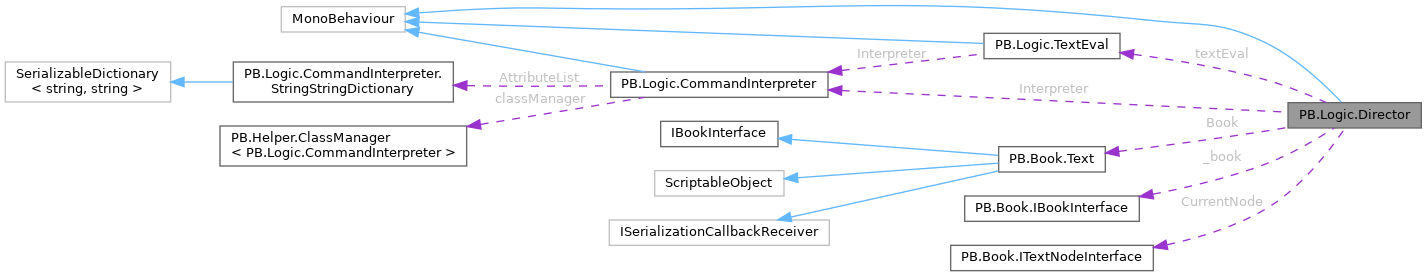 MonoBehaviour
SerializableDictionary
< string, string >
PB.Logic.CommandInterpreter.
StringStringDictionary
PB.Helper.ClassManager
< PB.Logic.CommandInterpreter >
AttributeList
classManager
PB.Logic.CommandInterpreter
Interpreter
PB.Logic.TextEval
textEval
Interpreter
PB.Logic.Director
IBookInterface
ScriptableObject
ISerializationCallbackReceiver
PB.Book.Text
Book
_book
PB.Book.IBookInterface
CurrentNode
PB.Book.ITextNodeInterface